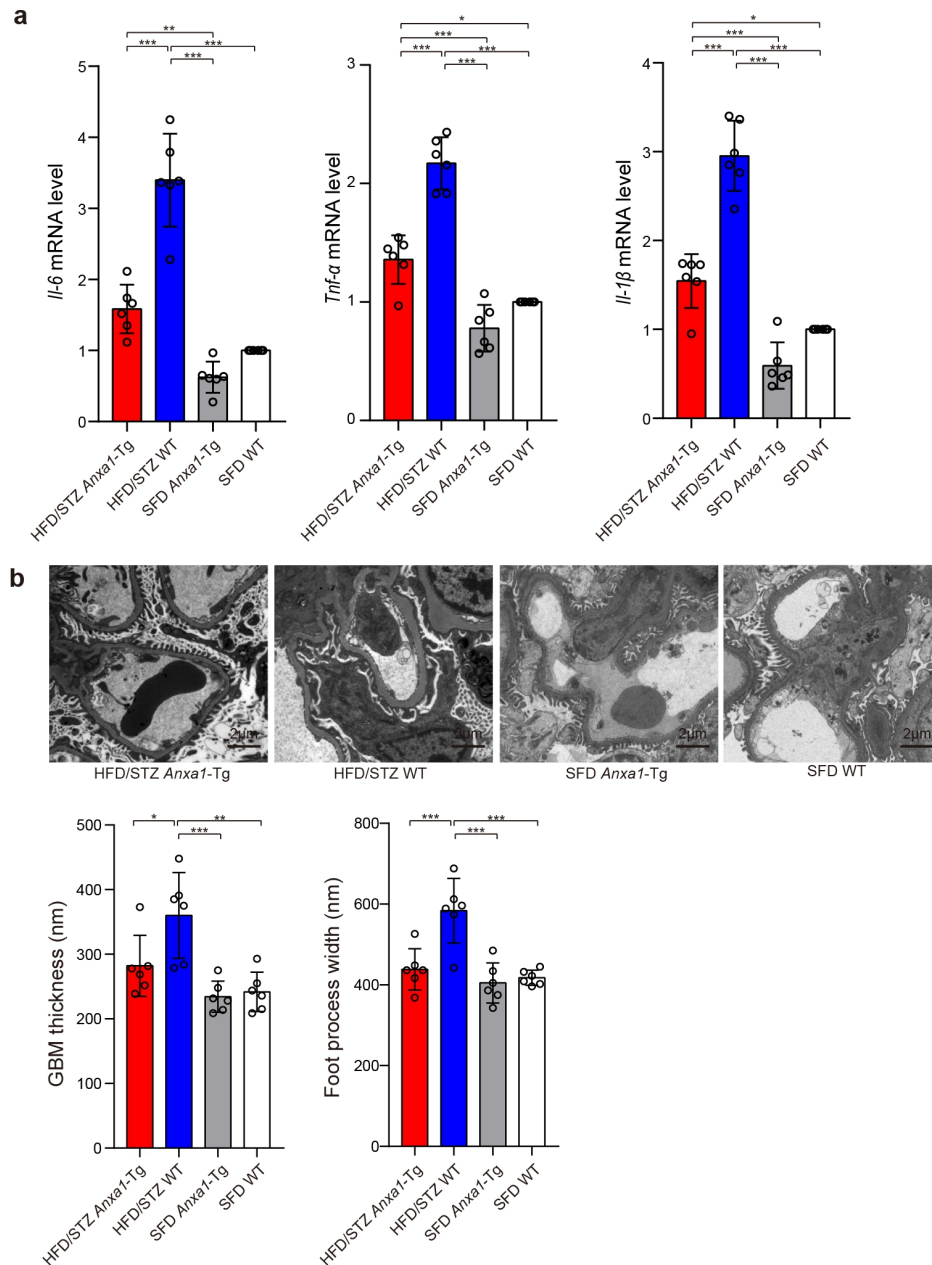 a
**
***
***
***
Il-6 mRNA level
5
4
3
2
1
0
HFD/STZ Anxa1-Tg
HFD/STZ WT
SFD Anxa1-Tg
SFD WT
*
***
***
***
***
Tnf-α mRNA level
3
2
1
0
HFD/STZ Anxa1-Tg
HFD/STZ WT
SFD Anxa1-Tg
SFD WT
*
***
***
***
***
Il-1β mRNA level
4
3
2
1
0
HFD/STZ Anxa1-Tg
HFD/STZ WT
SFD Anxa1-Tg
SFD WT
b
2μm
2μm
2μm
2μm
HFD/STZ Anxa1-Tg
HFD/STZ WT
SFD Anxa1-Tg
SFD WT
*
**
***
GBM thickness (nm)
500
400
300
200
100
0
HFD/STZ Anxa1-Tg
HFD/STZ WT
SFD Anxa1-Tg
SFD WT
***
***
***
Foot process width (nm)
800
600
400
200
0
HFD/STZ Anxa1-Tg
HFD/STZ WT
SFD Anxa1-Tg
SFD WT